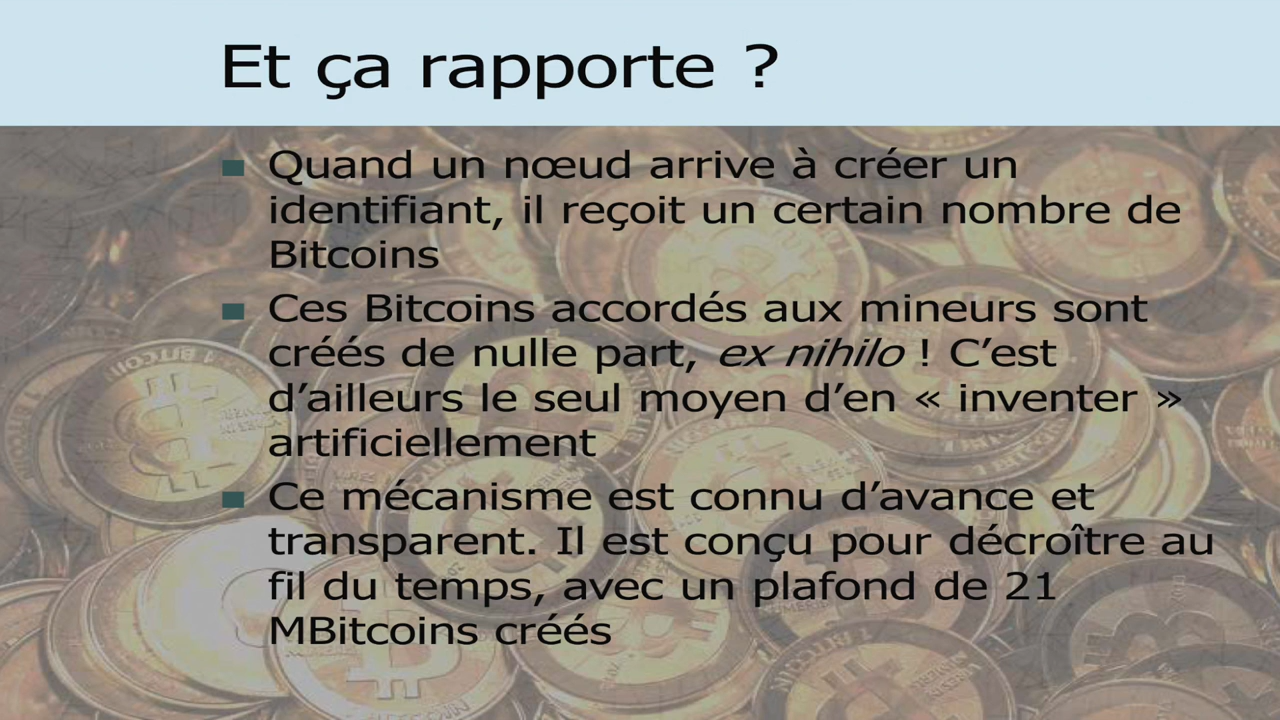 Et ça rapporte ?
Quand un nœud arrive à créer un
identifiant, il reçoit un certain nombre de
Bitcoins
Ces Bitcoins accordés aux mineurs sont
créés de nulle part, ex nihilo ! C’est
d’ailleurs le seul moyen d’en « inventer »
artificiellement
Ce mécanisme est connu d’avance et
transparent. Il est conçu pour décroître au
fil du temps, avec un plafond de 21
MBitcoins créés